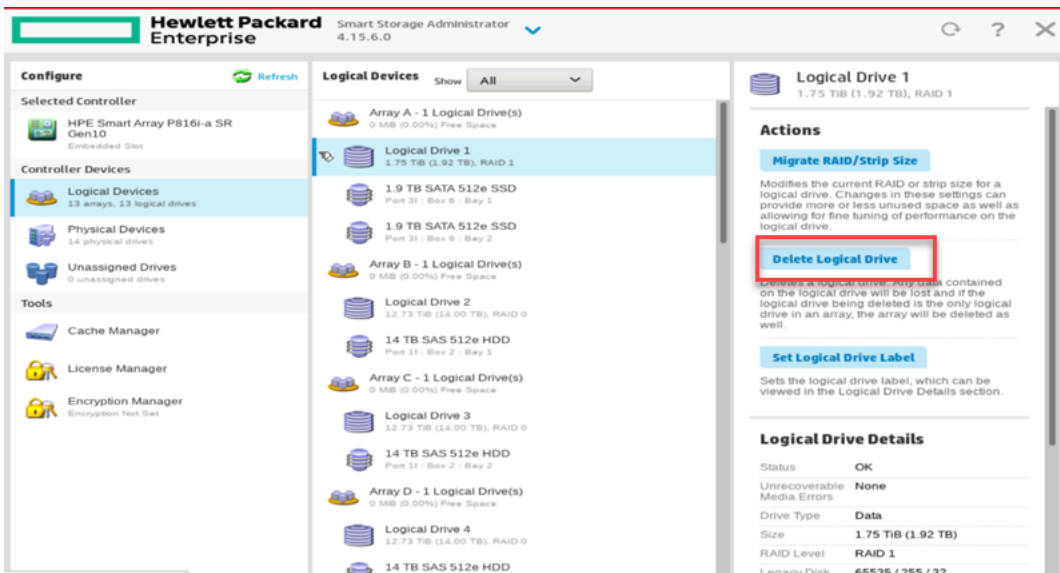 Hewlett Packard
Enterprise
Smart Storage Administrator
4.15.6.0
?
Configure
Refresh
Selected Controller
HPE Smart Array P816i-a SR
Gen10
Embedded Slot
Controller Devices
Logical Devices
13 arrays, 13 logical drives
Physical Devices
14 physical drives
Unassigned Drives
0 unassigned drives
Tools
Cache Manager
License Manager
Encryption Manager
Encryption Not Set
Logical Devices Show All
Array A - 1 Logical Drive(s)
0 MiB (0.00%) Free Space
Logical Drive 1
1.75 TiB (1.92 TB), RAID 1
1.9 TB SATA 512e SSD
Port 3I : Box 6 : Bay 1
1.9 TB SATA 512e SSD
Port 3I : Box 6 : Bay 2
Array B - 1 Logical Drive(s)
0 MiB (0.00%) Free Space
Logical Drive 2
12.73 TiB (14.00 TB), RAID 0
14 TB SAS 512e HDD
Port 1I : Box 2 : Bay 1
Array C - 1 Logical Drive(s)
0 MiB (0.00%) Free Space
Logical Drive 3
12.73 TiB (14.00 TB), RAID 0
14 TB SAS 512e HDD
Port 1I : Box 2 : Bay 2
Array D - 1 Logical Drive(s)
0 MiB (0.00%) Free Space
Logical Drive 4
12.73 TiB (14.00 TB), RAID 0
14 TB SAS 512e HDD
Logical Drive 1
1.75 TiB (1.92 TB), RAID 1
Actions
Migrate RAID/Strip Size
Modifies the current RAID or strip size for a
logical drive. Changes in these settings can
provide more or less unused space as well as
allowing for fine tuning of performance on the
logical drive.
Delete Logical Drive
Deletes a logical drive. Any data contained
on the logical drive will be lost and if the
logical drive being deleted is the only logical
drive in an array, the array will be deleted as
well.
Set Logical Drive Label
Sets the logical drive label, which can be
viewed in the Logical Drive Details section.
Logical Drive Details
Status OK
Unrecoverable None
Media Errors
Drive Type Data
Size 1.75 TiB (1.92 TB)
RAID Level RAID 1
Legacy Disk 65535 / 255 / 32